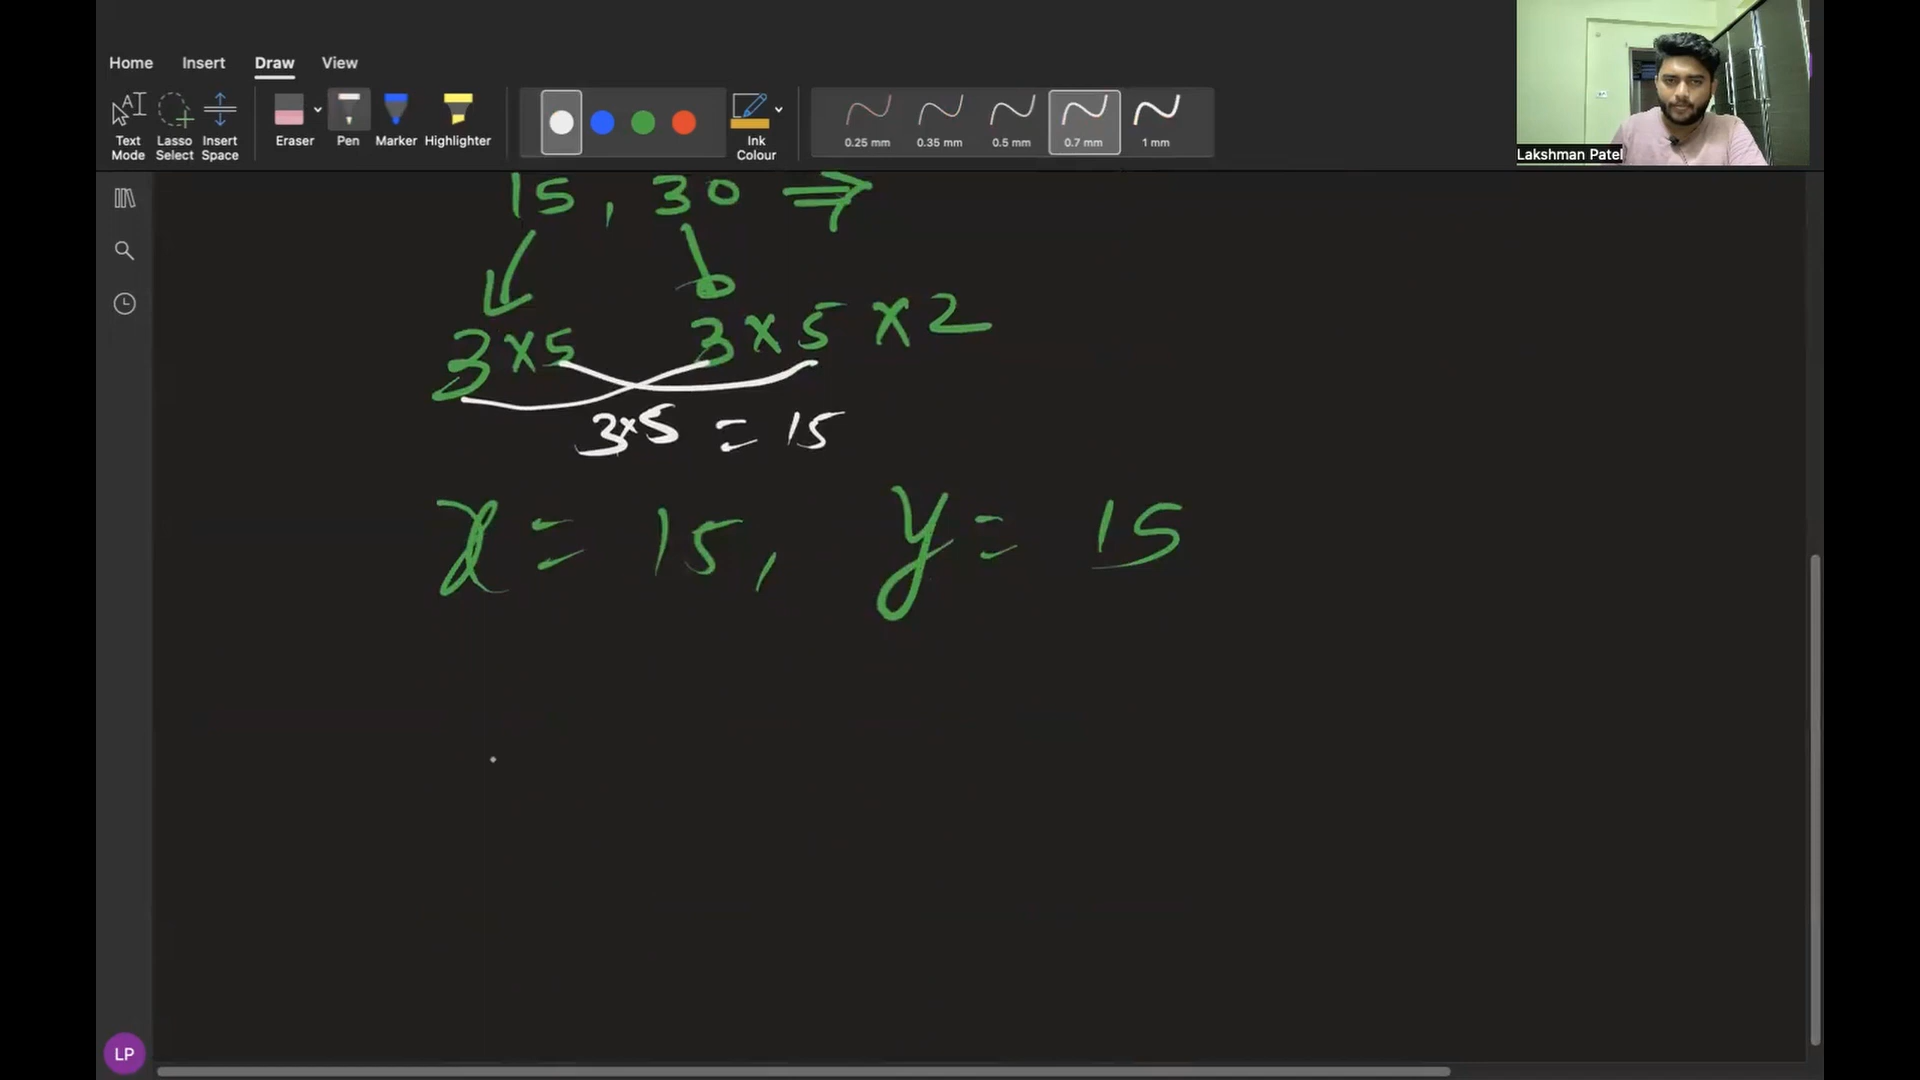 Home Insert Draw View
Text Mode Lasso Select Insert Space Eraser Pen Marker Highlighter Ink Colour 0.25 mm 0.35 mm 0.5 mm 0.7 mm 1 mm
Lakshman Patel
15 , 30 ⇒
3×5 3×5×2
3×5 = 15
x = 15, y = 15
LP